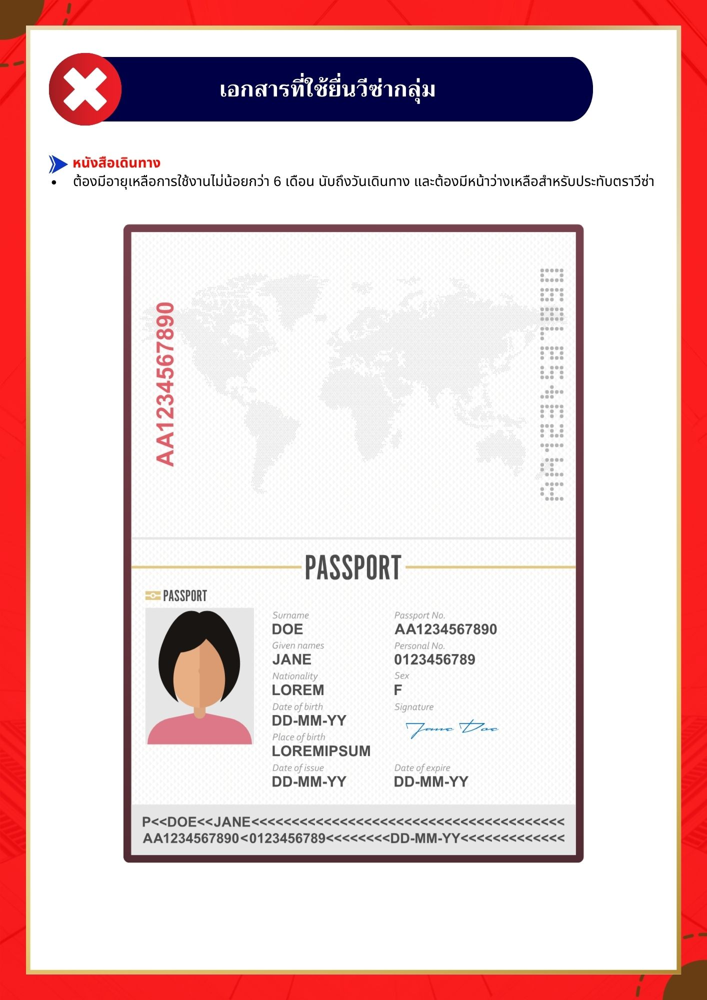 เอกสารที่ใช้ยื่นวีซ่ากลุ่ม
หนังสือเดินทาง
• ต้องมีอายุเหลือการใช้งานไม่น้อยกว่า 6 เดือน นับถึงวันเดินทาง และต้องมีหน้าว่างเหลือสำหรับประทับตราวีซ่า
AA1234567890
AA1234567890
PASSPORT
PASSPORT
Surname
DOE
Given names
JANE
Nationality
LOREM
Date of birth
DD-MM-YY
Place of birth
LOREMIPSUM
Date of issue
DD-MM-YY
Passport No.
AA1234567890
Personal No.
0123456789
Sex
F
Signature
Jane Doe
Date of expire
DD-MM-YY
P<<DOE<<JANE<<<<<<<<<<<<<<<<<<<<<<<<<<<<<<<<<<<<<<<
AA1234567890<0123456789<<<<<<<<DD-MM-YY<<<<<<<<<<<<<